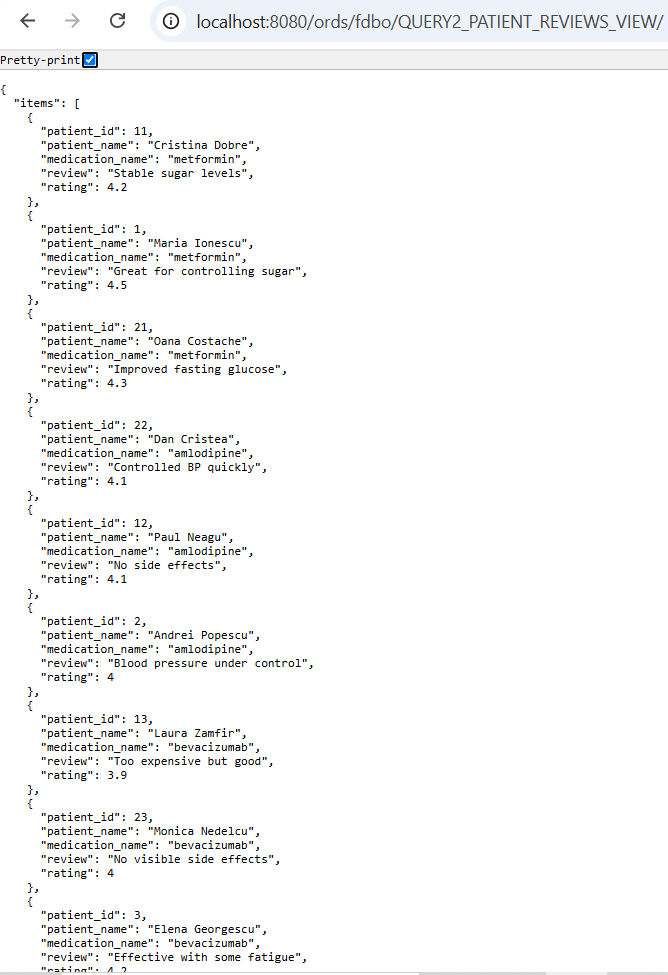 localhost:8080/ords/fdbo/QUERY2_PATIENT_REVIEWS_VIEW/
Pretty-print
{
  "items": [
    {
      "patient_id": 11,
      "patient_name": "Cristina Dobre",
      "medication_name": "metformin",
      "review": "Stable sugar levels",
      "rating": 4.2
    },
    {
      "patient_id": 1,
      "patient_name": "Maria Ionescu",
      "medication_name": "metformin",
      "review": "Great for controlling sugar",
      "rating": 4.5
    },
    {
      "patient_id": 21,
      "patient_name": "Oana Costache",
      "medication_name": "metformin",
      "review": "Improved fasting glucose",
      "rating": 4.3
    },
    {
      "patient_id": 22,
      "patient_name": "Dan Cristea",
      "medication_name": "amlodipine",
      "review": "Controlled BP quickly",
      "rating": 4.1
    },
    {
      "patient_id": 12,
      "patient_name": "Paul Neagu",
      "medication_name": "amlodipine",
      "review": "No side effects",
      "rating": 4.1
    },
    {
      "patient_id": 2,
      "patient_name": "Andrei Popescu",
      "medication_name": "amlodipine",
      "review": "Blood pressure under control",
      "rating": 4
    },
    {
      "patient_id": 13,
      "patient_name": "Laura Zamfir",
      "medication_name": "bevacizumab",
      "review": "Too expensive but good",
      "rating": 3.9
    },
    {
      "patient_id": 23,
      "patient_name": "Monica Nedelcu",
      "medication_name": "bevacizumab",
      "review": "No visible side effects",
      "rating": 4
    },
    {
      "patient_id": 3,
      "patient_name": "Elena Georgescu",
      "medication_name": "bevacizumab",
      "review": "Effective with some fatigue",
      "rating": 4.2